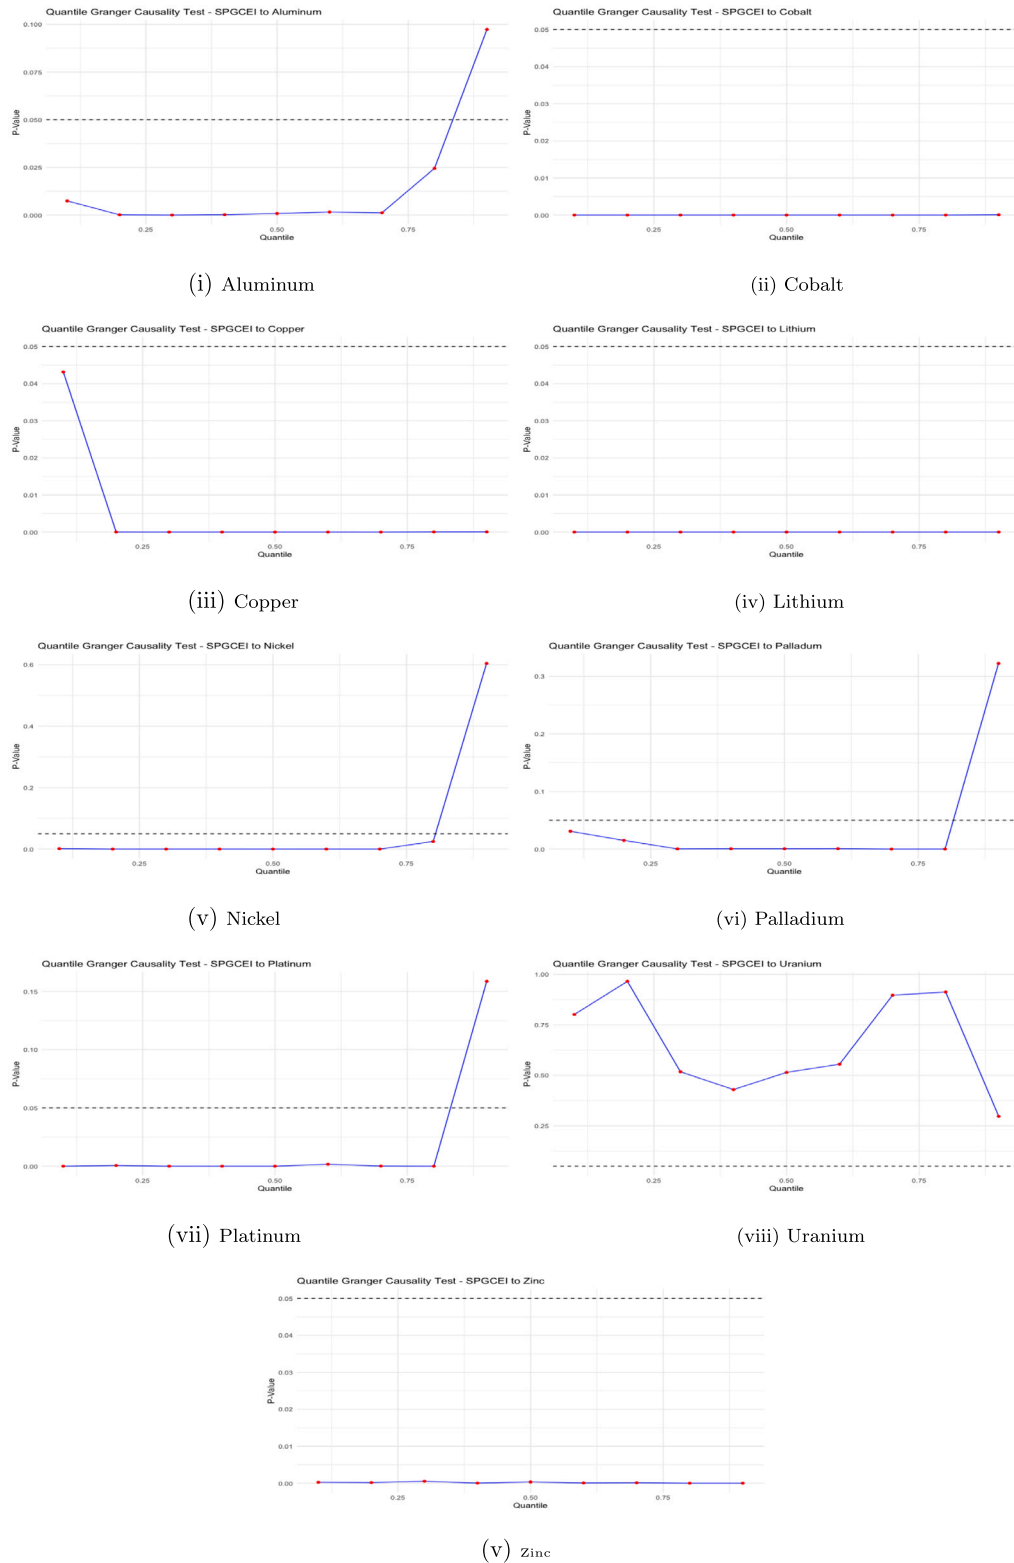 Quantile Granger Causality Test - SPGCEI to Aluminum
0.100
0.075
0.050
0.025
0.000
P-Value
0.25
0.50
0.75
Quantile
(i) Aluminum
Quantile Granger Causality Test - SPGCEI to Cobalt
0.05
0.04
0.03
0.02
0.01
0.00
P-Value
0.25
0.50
0.75
Quantile
(ii) Cobalt
Quantile Granger Causality Test - SPGCEI to Copper
0.05
0.04
0.03
0.02
0.01
0.00
P-Value
0.25
0.50
0.75
Quantile
(iii) Copper
Quantile Granger Causality Test - SPGCEI to Lithium
0.05
0.04
0.03
0.02
0.01
0.00
P-Value
0.25
0.50
0.75
Quantile
(iv) Lithium
Quantile Granger Causality Test - SPGCEI to Nickel
0.6
0.4
0.2
0.0
P-Value
0.25
0.50
0.75
Quantile
(v) Nickel
Quantile Granger Causality Test - SPGCEI to Palladum
0.3
0.2
0.1
0.0
P-Value
0.25
0.50
0.75
Quantile
(vi) Palladium
Quantile Granger Causality Test - SPGCEI to Platinum
0.15
0.10
0.05
0.00
P-Value
0.25
0.50
0.75
Quantile
(vii) Platinum
Quantile Granger Causality Test - SPGCEI to Uranium
1.00
0.75
0.50
0.25
P-Value
0.25
0.50
0.75
Quantile
(viii) Uranium
Quantile Granger Causality Test - SPGCEI to Zinc
0.05
0.04
0.03
0.02
0.01
0.00
P-Value
0.25
0.50
0.75
Quantile
(v) Zinc